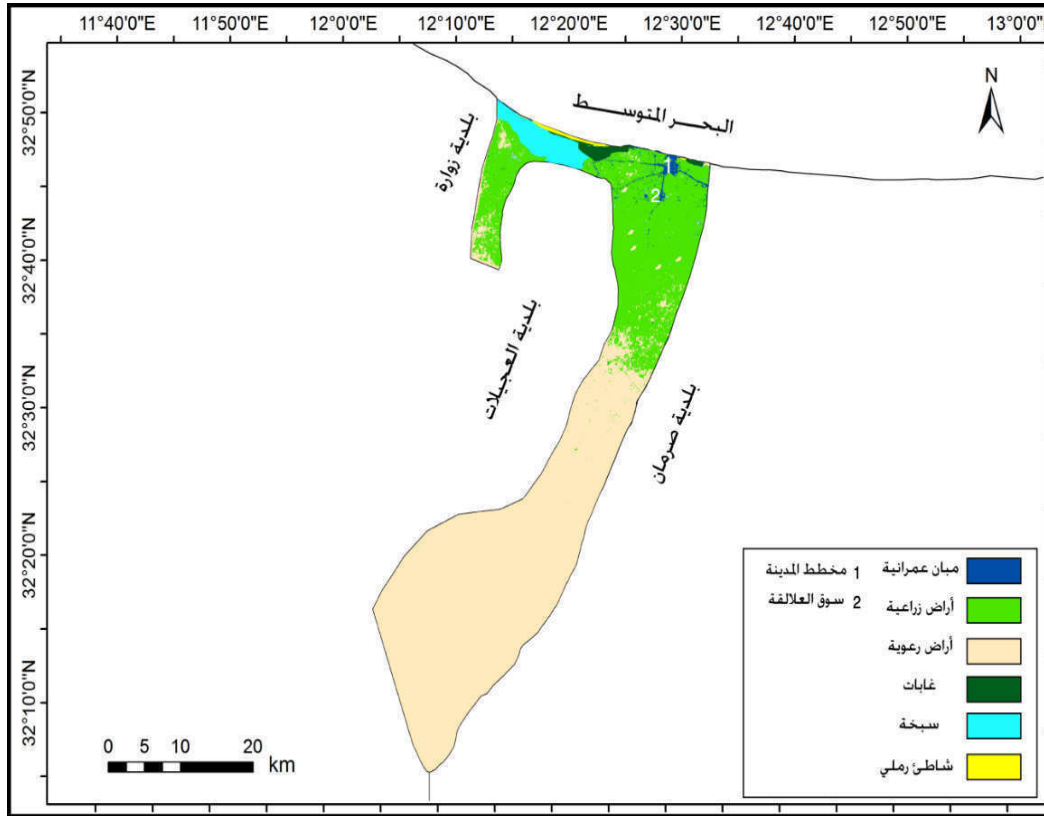 11°40'0"E 11°50'0"E 12°0'0"E 12°10'0"E 12°20'0"E 12°30'0"E 12°40'0"E 12°50'0"E 13°0'0"E
32°50'0"N
32°40'0"N
32°30'0"N
32°20'0"N
32°10'0"N
N
البحـــر المتوســـــط
بلدية زوارة
1
2
بلدية العجيلات
بلدية صرمان
مبان عمرانية
أراض زراعية
أراض رعوية
غابات
سبخة
شاطئ رملي
1 مخطط المدينة
2 سوق العلالقة
0 5 10 20
km